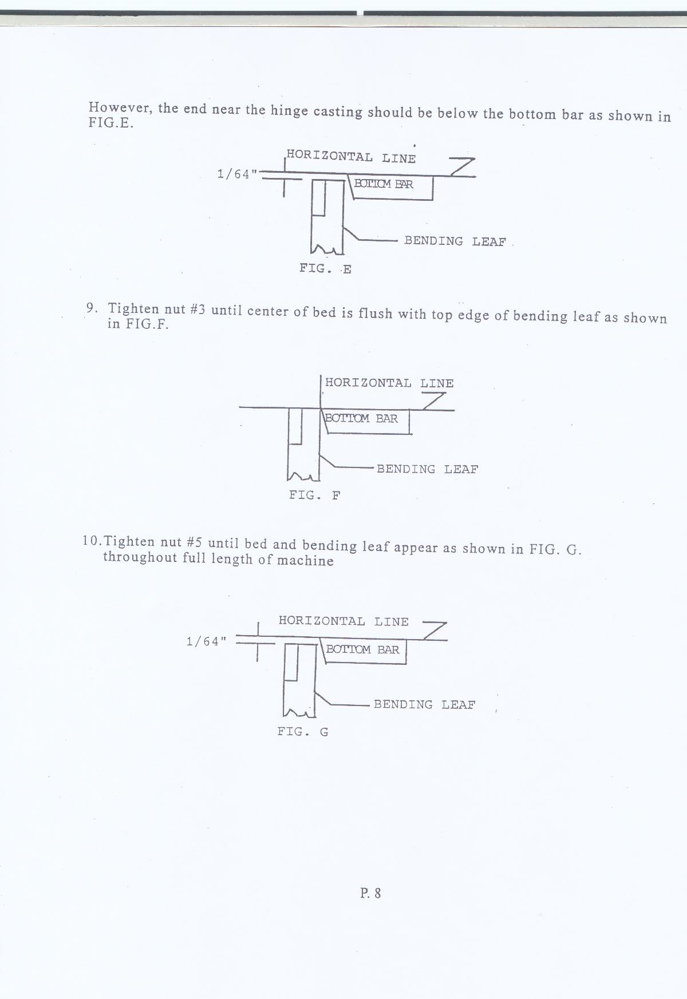 However, the end near the hinge casting should be below the bottom bar as shown in
FIG.E.
HORIZONTAL LINE
1/64"
BOTTOM BAR
BENDING LEAF
FIG. E
9. Tighten nut #3 until center of bed is flush with top edge of bending leaf as shown
in FIG.F.
HORIZONTAL LINE
BOTTOM BAR
BENDING LEAF
FIG. F
10.Tighten nut #5 until bed and bending leaf appear as shown in FIG. G.
throughout full length of machine
HORIZONTAL LINE
1/64"
BOTTOM BAR
BENDING LEAF
FIG. G
P. 8